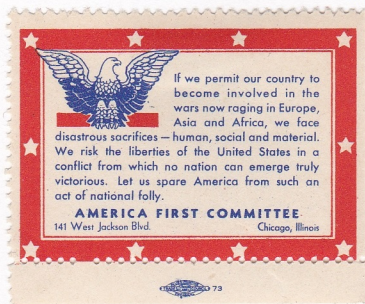 If we permit our country to
become involved in the
wars now raging in Europe,
Asia and Africa, we face
disastrous sacrifices — human, social and material.
We risk the liberties of the United States in a
conflict from which no nation can emerge truly
victorious. Let us spare America from such an
act of national folly.
AMERICA FIRST COMMITTEE
141 West Jackson Blvd. Chicago, Illinois
73